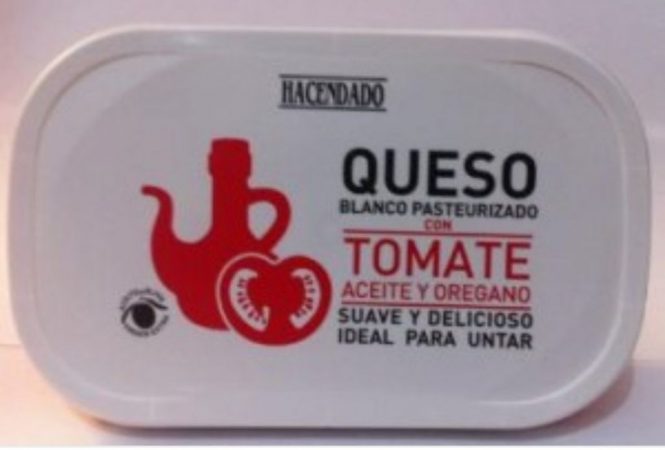 HACENDADO
QUESO
BLANCO PASTEURIZADO
CON
TOMATE
ACEITE Y OREGANO
SUAVE Y DELICIOSO
IDEAL PARA UNTAR